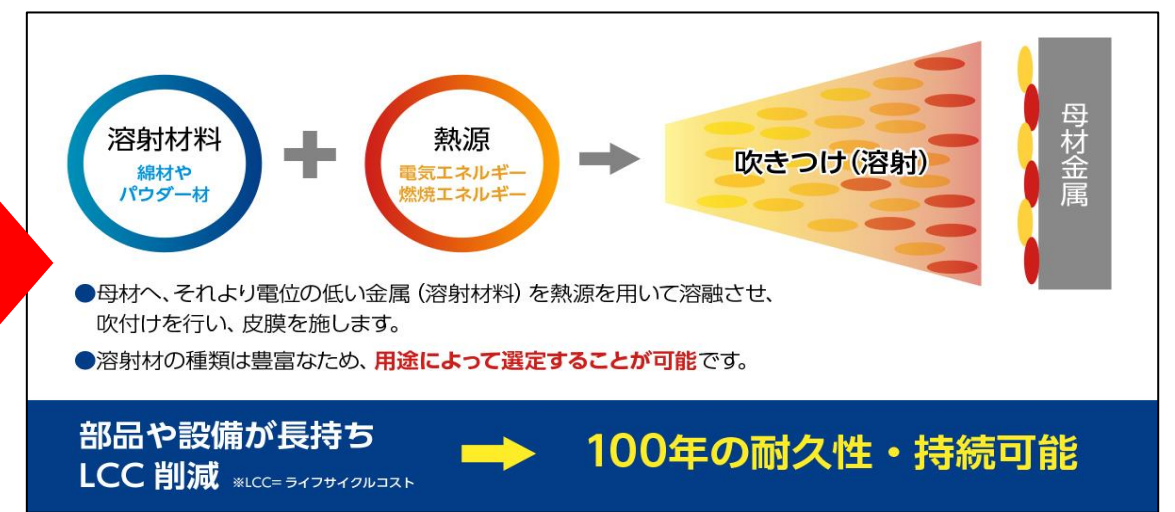 溶射材料
綿材や
パウダー材
熱源
電気エネルギー
燃焼エネルギー
吹きつけ(溶射)
母材金属
●母材へ、それより電位の低い金属(溶射材料)を熱源を用いて溶融させ、
吹付けを行い、皮膜を施します。
●溶射材の種類は豊富なため、用途によって選定することが可能です。
部品や設備が長持ち
LCC 削減 ※LCC=ライフサイクルコスト
100年の耐久性・持続可能